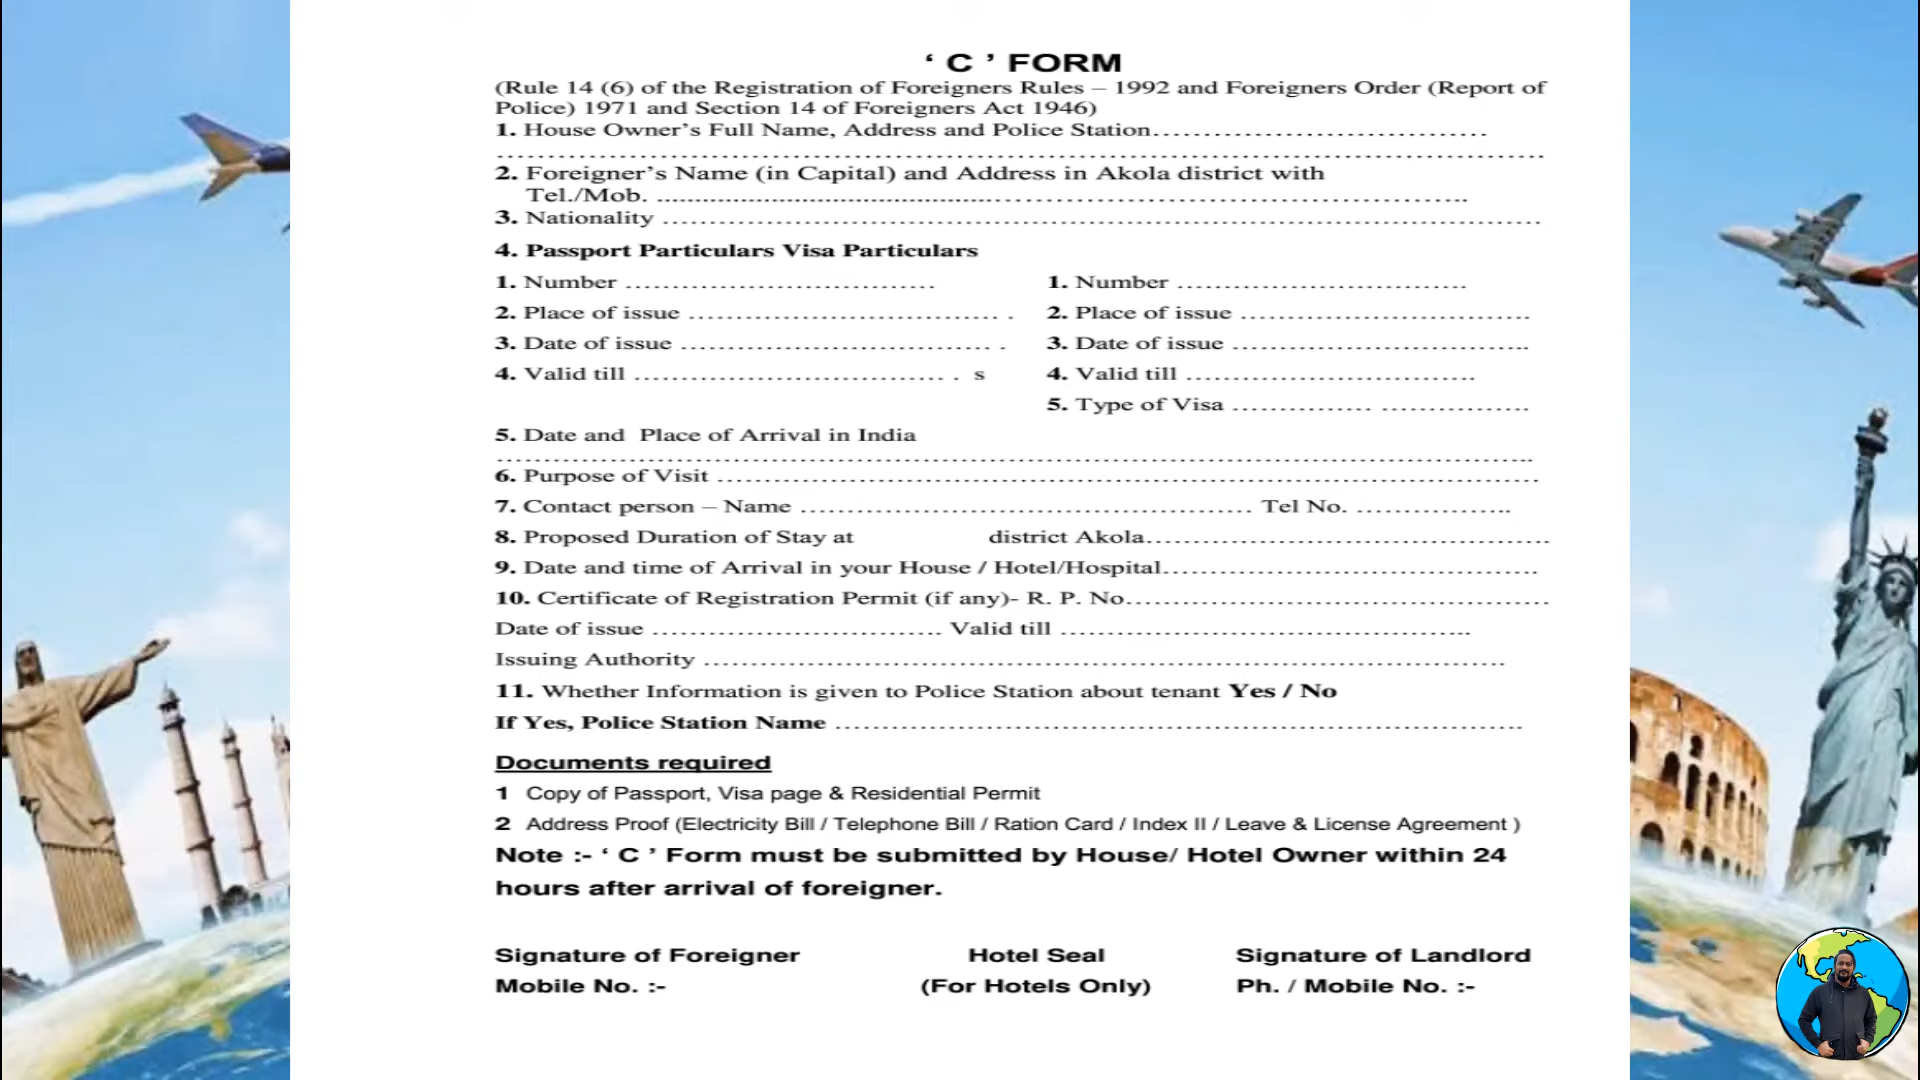 ‘ C ’ FORM
(Rule 14 (6) of the Registration of Foreigners Rules – 1992 and Foreigners Order (Report of
Police) 1971 and Section 14 of Foreigners Act 1946)
1. House Owner’s Full Name, Address and Police Station……………………………
……………………………………………………………………………………………
2. Foreigner’s Name (in Capital) and Address in Akola district with
Tel./Mob. ..................................................………………………………………..
3. Nationality ……………………………………………………………………………
4. Passport Particulars Visa Particulars
1. Number …………………………… 1. Number ………………………….
2. Place of issue …………………………… . 2. Place of issue ………………………….
3. Date of issue …………………………… . 3. Date of issue …………………………..
4. Valid till …………………………… . s 4. Valid till ………………………….
5. Type of Visa …………… …………….
5. Date and Place of Arrival in India
…………………………………………………………………………………………..
6. Purpose of Visit ………………………………………………………………………
7. Contact person – Name ………………………………………… Tel No. …………….
8. Proposed Duration of Stay at district Akola…………………………………….
9. Date and time of Arrival in your House / Hotel/Hospital………………………………….
10. Certificate of Registration Permit (if any)- R. P. No………………………………………
Date of issue …………………………. Valid till ……………………………………..
Issuing Authority ………………………………………………………………………….
11. Whether Information is given to Police Station about tenant Yes / No
If Yes, Police Station Name ……………………………………………………………….
Documents required
1 Copy of Passport, Visa page & Residential Permit
2 Address Proof (Electricity Bill / Telephone Bill / Ration Card / Index II / Leave & License Agreement )
Note :- ‘ C ’ Form must be submitted by House/ Hotel Owner within 24
hours after arrival of foreigner.
Signature of Foreigner Hotel Seal Signature of Landlord
Mobile No. :- (For Hotels Only) Ph. / Mobile No. :-